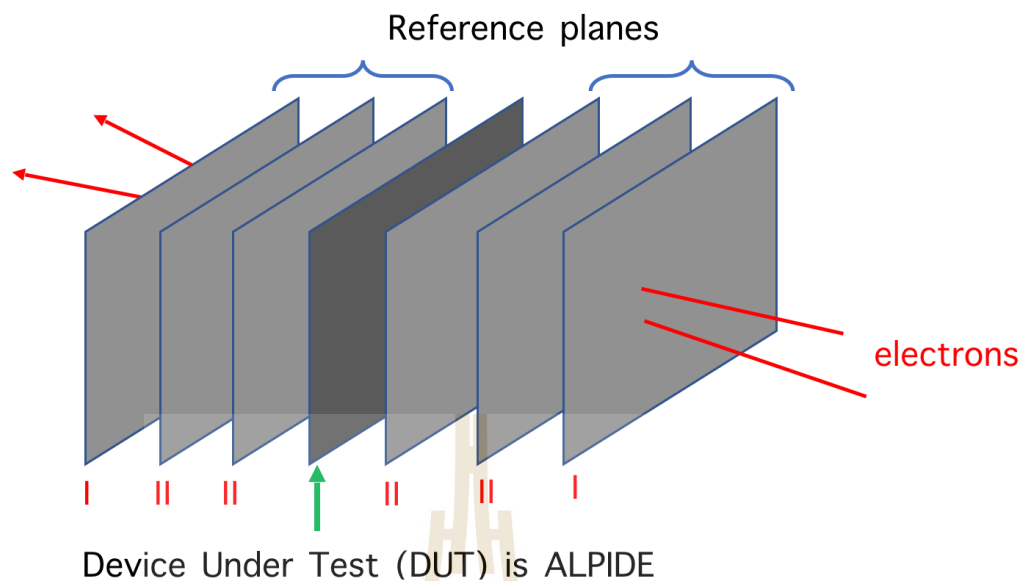 Reference planes
electrons
I II II II II I
Device Under Test (DUT) is ALPIDE